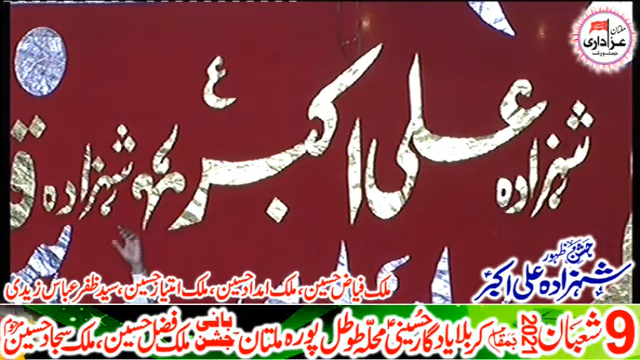 ملتان
عزاداری
شہزادہ علی اکبرؑ
شہزادہ
جشن ظہور
شہزادہ علی اکبرؑ
ملک فیاض حسین، ملک امداد حسین، ملک امتیاز حسین، سید ظفر عباس زیدی
9 شعبان 2021 بمقام کربلا یادگار حسینیؑ محلہ طوطل پورہ ملتان بانی جشن ملک فضل حسین، ملک سجاد حسین مرحوم